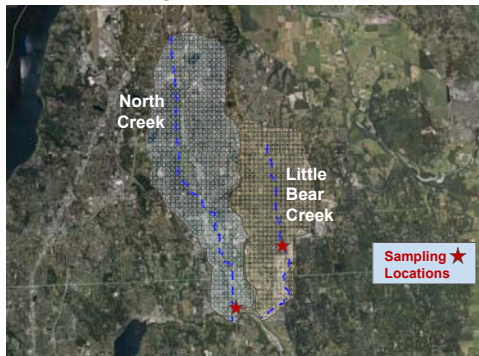 North
Creek
Little
Bear
Creek
Sampling
Locations